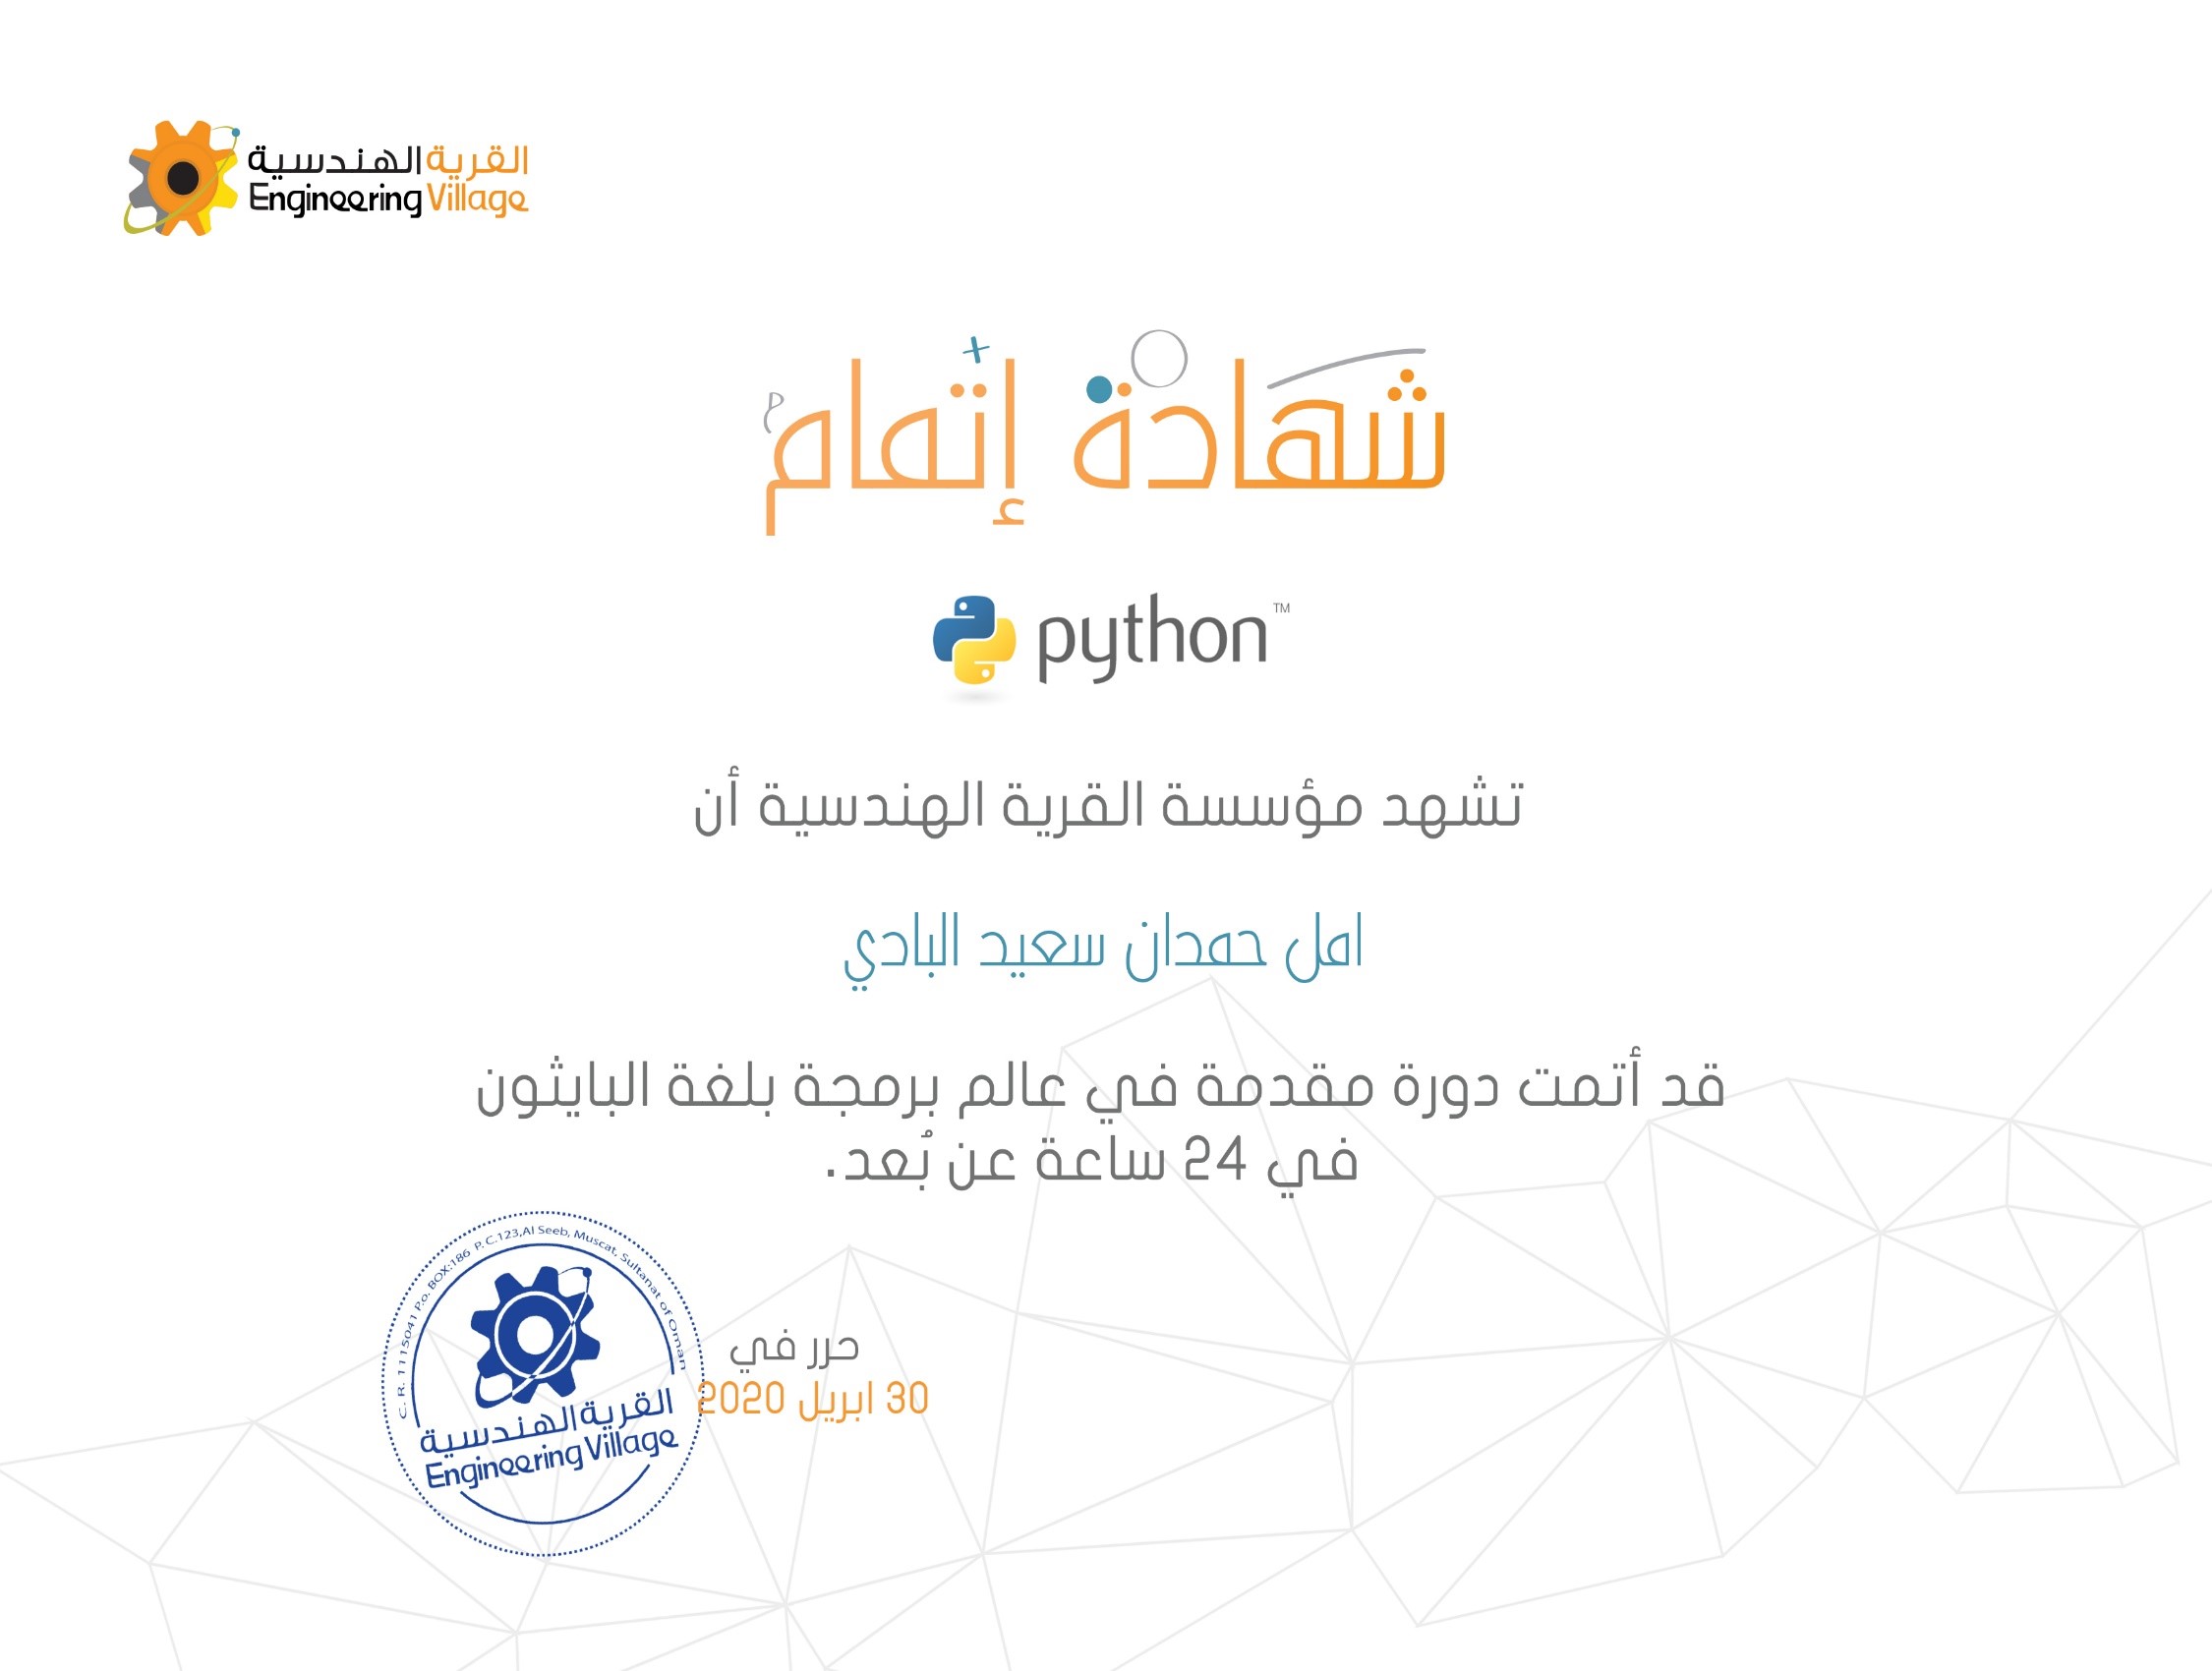 القرية الهندسية
Engineering Village
شهادة إتمام
python™
تشهد مؤسسة القرية الهندسية أن
امل حمدان سعيد البادي
قد أتمت دورة مقدمة في عالم برمجة بلغة البايثون
في 24 ساعة عن بُعد.
حرر في
30 ابريل 2020
C. R. 1115041 P.o. BOX:186 P.C.123,Al Seeb, Muscat, Sultanat of Oman
القرية الهندسية
Engineering Village